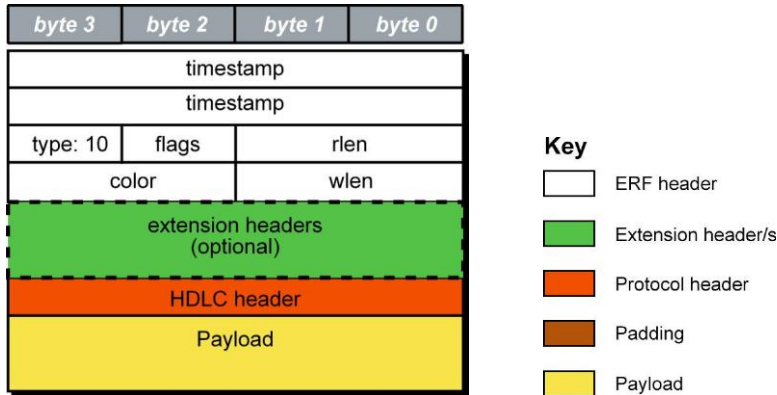 byte 3 byte 2 byte 1 byte 0
timestamp
timestamp
type: 10 flags rlen
color wlen
extension headers
(optional)
HDLC header
Payload
Key
ERF header
Extension header/s
Protocol header
Padding
Payload